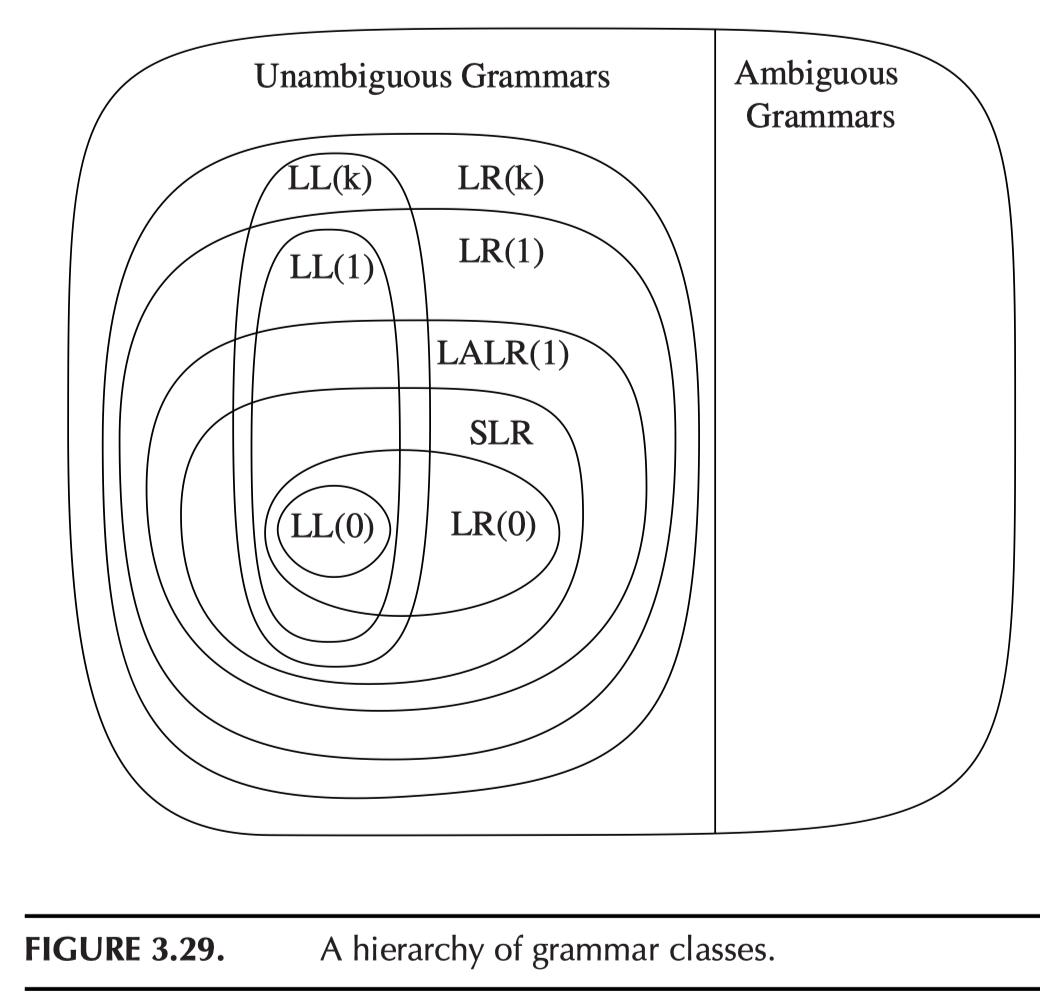 Unambiguous Grammars
Ambiguous
Grammars
LL(k)
LR(k)
LL(1)
LR(1)
LALR(1)
SLR
LL(0)
LR(0)
FIGURE 3.29. A hierarchy of grammar classes.